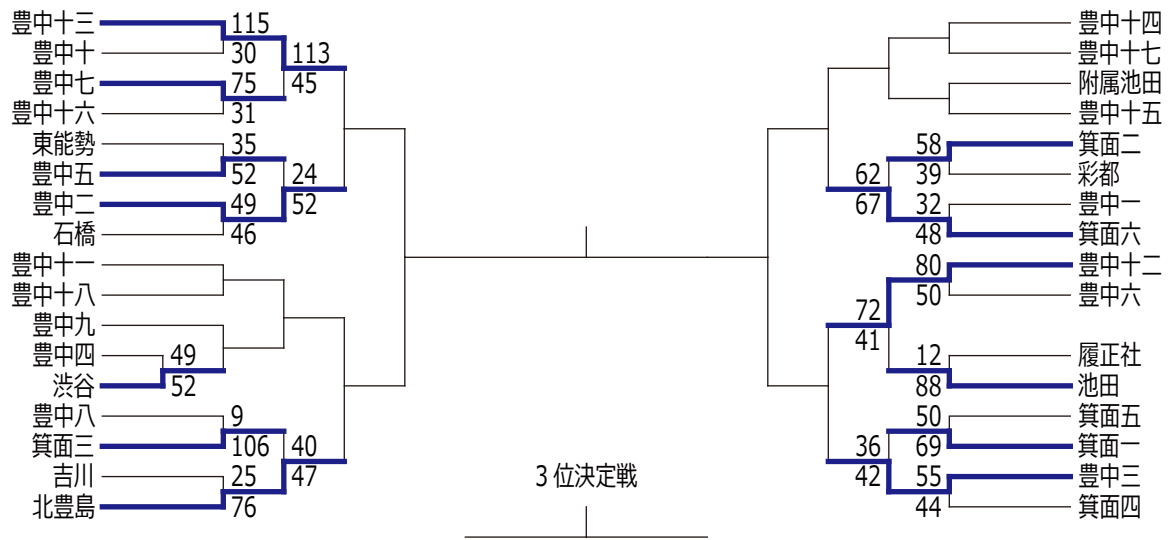 豊中十三
115
豊中十
30
113
豊中七
75
45
豊中十六
31
東能勢
35
豊中五
52
24
豊中二
49
52
石橋
46
豊中十一
豊中十八
豊中九
豊中四
49
渋谷
52
豊中八
9
箕面三
106
40
吉川
25
47
北豊島
76
3位決定戦
豊中十四
豊中十七
附属池田
豊中十五
58
箕面二
62
39
彩都
67
32
豊中一
48
箕面六
80
豊中十二
72
50
豊中六
41
12
履正社
88
池田
50
箕面五
36
69
箕面一
42
55
豊中三
44
箕面四